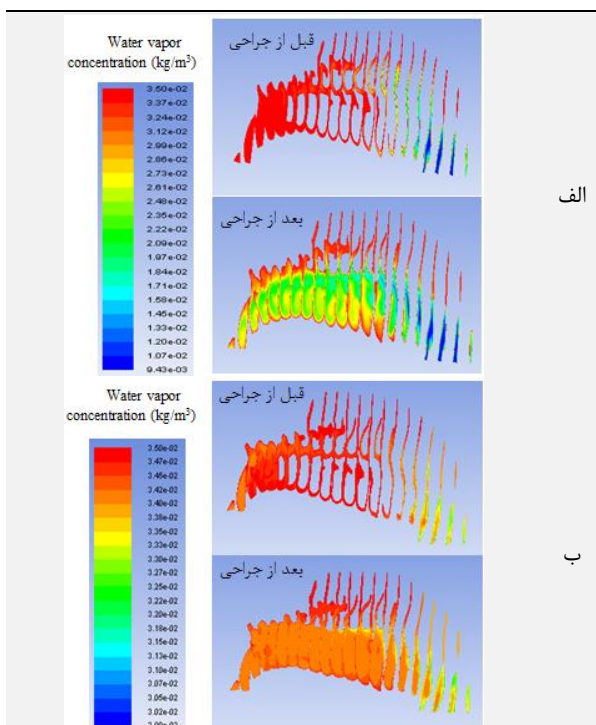 Water vapor
concentration (kg/m³)
3.50e-02
3.37e-02
3.24e-02
3.12e-02
2.99e-02
2.86e-02
2.73e-02
2.61e-02
2.48e-02
2.35e-02
2.22e-02
2.09e-02
1.97e-02
1.84e-02
1.71e-02
1.58e-02
1.45e-02
1.33e-02
1.20e-02
1.07e-02
9.43e-03
قبل از جراحی
بعد از جراحی
الف
Water vapor
concentration (kg/m³)
3.50e-02
3.47e-02
3.45e-02
3.42e-02
3.40e-02
3.38e-02
3.35e-02
3.33e-02
3.30e-02
3.27e-02
3.25e-02
3.22e-02
3.20e-02
3.18e-02
3.15e-02
3.13e-02
3.10e-02
3.07e-02
3.05e-02
3.02e-02
قبل از جراحی
بعد از جراحی
ب